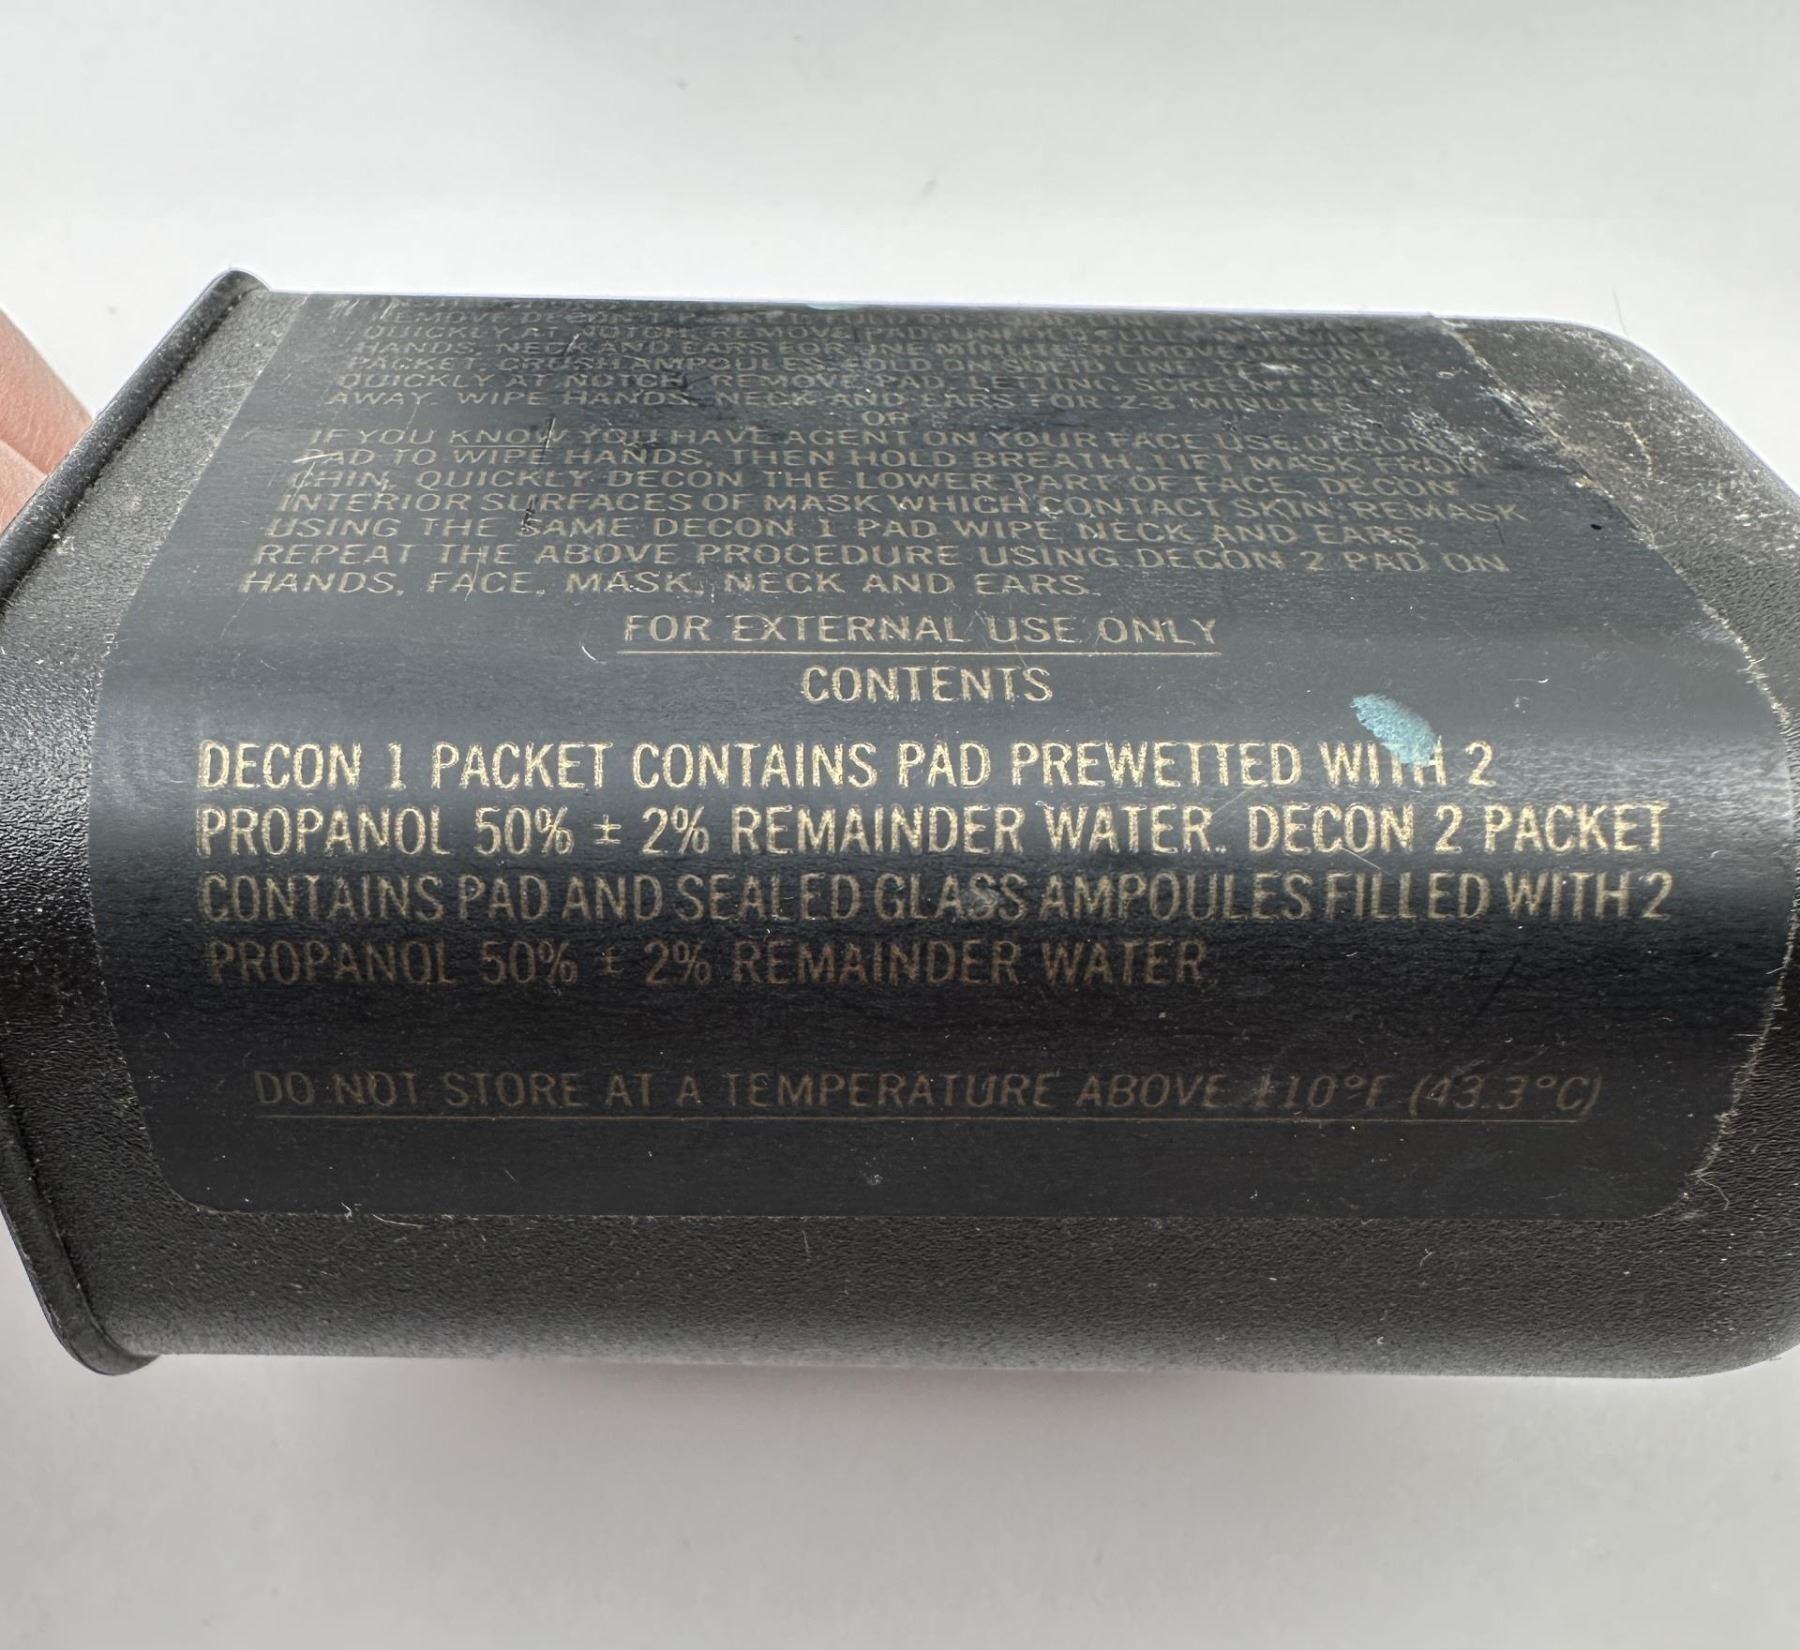 QUICKLY AT NOTCH, REMOVE PAD,
HANDS, NECK AND EARS FOR ONE MINUTE. REMOVE DECON 2
PACKET, CRUSH AMPOULES. FOLD ON SOLID LINE. TEAR OPEN
QUICKLY AT NOTCH. REMOVE PAD, LETTING SCREEN FALL
AWAY. WIPE HANDS, NECK AND EARS FOR 2-3 MINUTES.
OR
IF YOU KNOW YOU HAVE AGENT ON YOUR FACE USE DECON
PAD TO WIPE HANDS, THEN HOLD BREATH, LIFT MASK FROM
CHIN, QUICKLY DECON THE LOWER PART OF FACE, DECON
INTERIOR SURFACES OF MASK WHICH CONTACT SKIN; REMASK
USING THE SAME DECON 1 PAD WIPE NECK AND EARS.
REPEAT THE ABOVE PROCEDURE USING DECON 2 PAD ON
HANDS, FACE, MASK, NECK AND EARS.
FOR EXTERNAL USE ONLY
CONTENTS
DECON 1 PACKET CONTAINS PAD PREWETTED WITH 2
PROPANOL 50% ± 2% REMAINDER WATER. DECON 2 PACKET
CONTAINS PAD AND SEALED GLASS AMPOULES FILLED WITH 2
PROPANOL 50% ± 2% REMAINDER WATER.
DO NOT STORE AT A TEMPERATURE ABOVE 110°F (43.3°C)